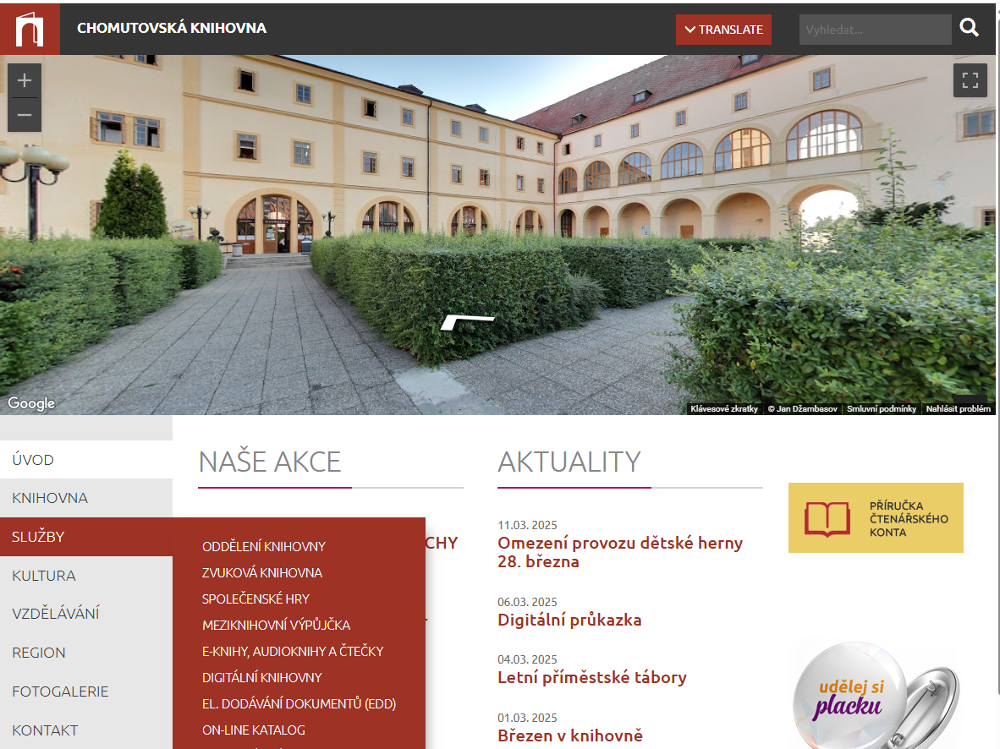 CHOMUTOVSKÁ KNIHOVNA
TRANSLATE
Vyhledat...
Google
Klávesové zkratky
© Jan Džambasov
Smluvní podmínky
Nahlásit problém
ÚVOD
KNIHOVNA
SLUŽBY
KULTURA
VZDĚLÁVÁNÍ
REGION
FOTOGALERIE
KONTAKT
ODDĚLENÍ KNIHOVNY
ZVUKOVÁ KNIHOVNA
SPOLEČENSKÉ HRY
MEZIKNIHOVNÍ VÝPŮJČKA
E-KNIHY, AUDIOKNIHY A ČTEČKY
DIGITÁLNÍ KNIHOVNY
EL. DODÁVÁNÍ DOKUMENTŮ (EDD)
ON-LINE KATALOG
NAŠE AKCE
CHY
AKTUALITY
11.03. 2025
Omezení provozu dětské herny
28. března
06.03. 2025
Digitální průkazka
04.03. 2025
Letní příměstské tábory
01.03. 2025
Březen v knihovně
PŘÍRUČKA
ČTENÁŘSKÉHO
KONTA
udělej si
placku